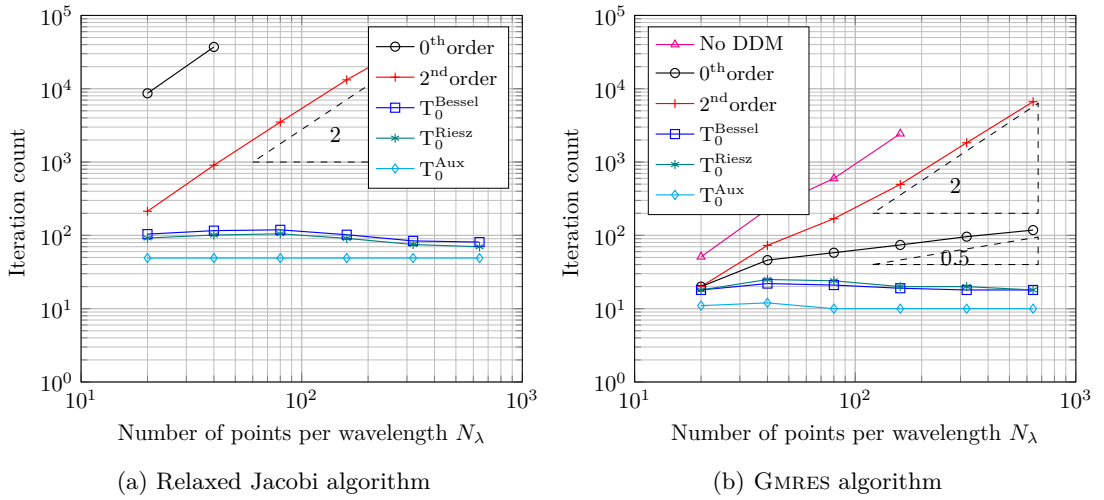 10^5
10^4
10^3
10^2
10^1
10^0
Iteration count
10^1
10^2
10^3
Number of points per wavelength N_λ
0^th order
2^nd order
T_0^Bessel
T_0^Riesz
T_0^Aux
2
(a) Relaxed Jacobi algorithm
10^5
10^4
10^3
10^2
10^1
10^0
Iteration count
10^1
10^2
10^3
Number of points per wavelength N_λ
No DDM
0^th order
2^nd order
T_0^Bessel
T_0^Riesz
T_0^Aux
2
0.5
(b) GMRES algorithm